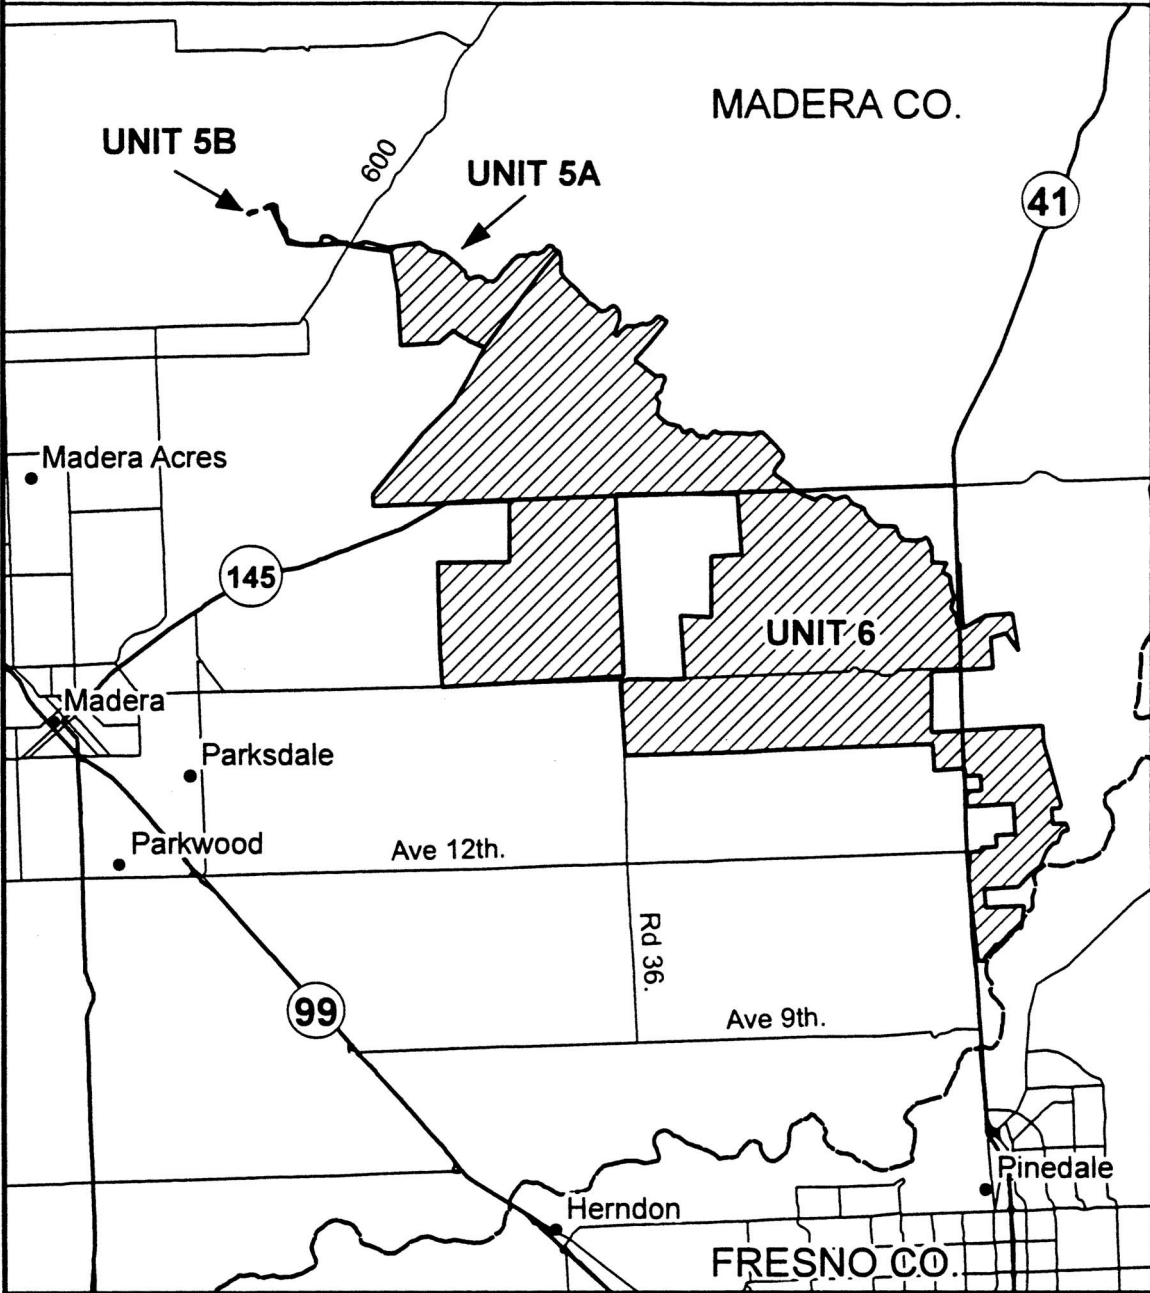 MADERA CO.
UNIT 5B
600
UNIT 5A
41
Madera Acres
145
UNIT 6
Madera
Parksdale
Parkwood
Ave 12th.
Rd 36.
99
Ave 9th.
Pinedale
Herndon
FRESNO CO.